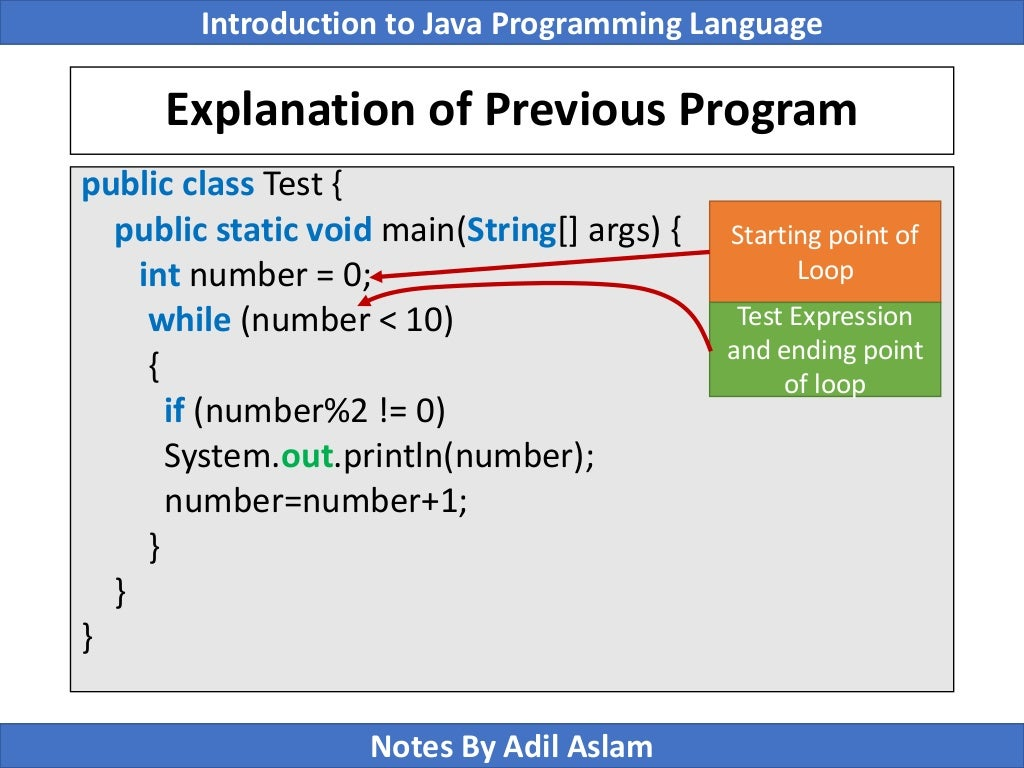 Introduction to Java Programming Language
Explanation of Previous Program
public class Test {
public static void main(String[] args) {
int number = 0;
while (number < 10)
{
if (number%2 != 0)
System.out.println(number);
number=number+1;
}
}
}
Starting point of
Loop
Test Expression
and ending point
of loop
Notes By Adil Aslam